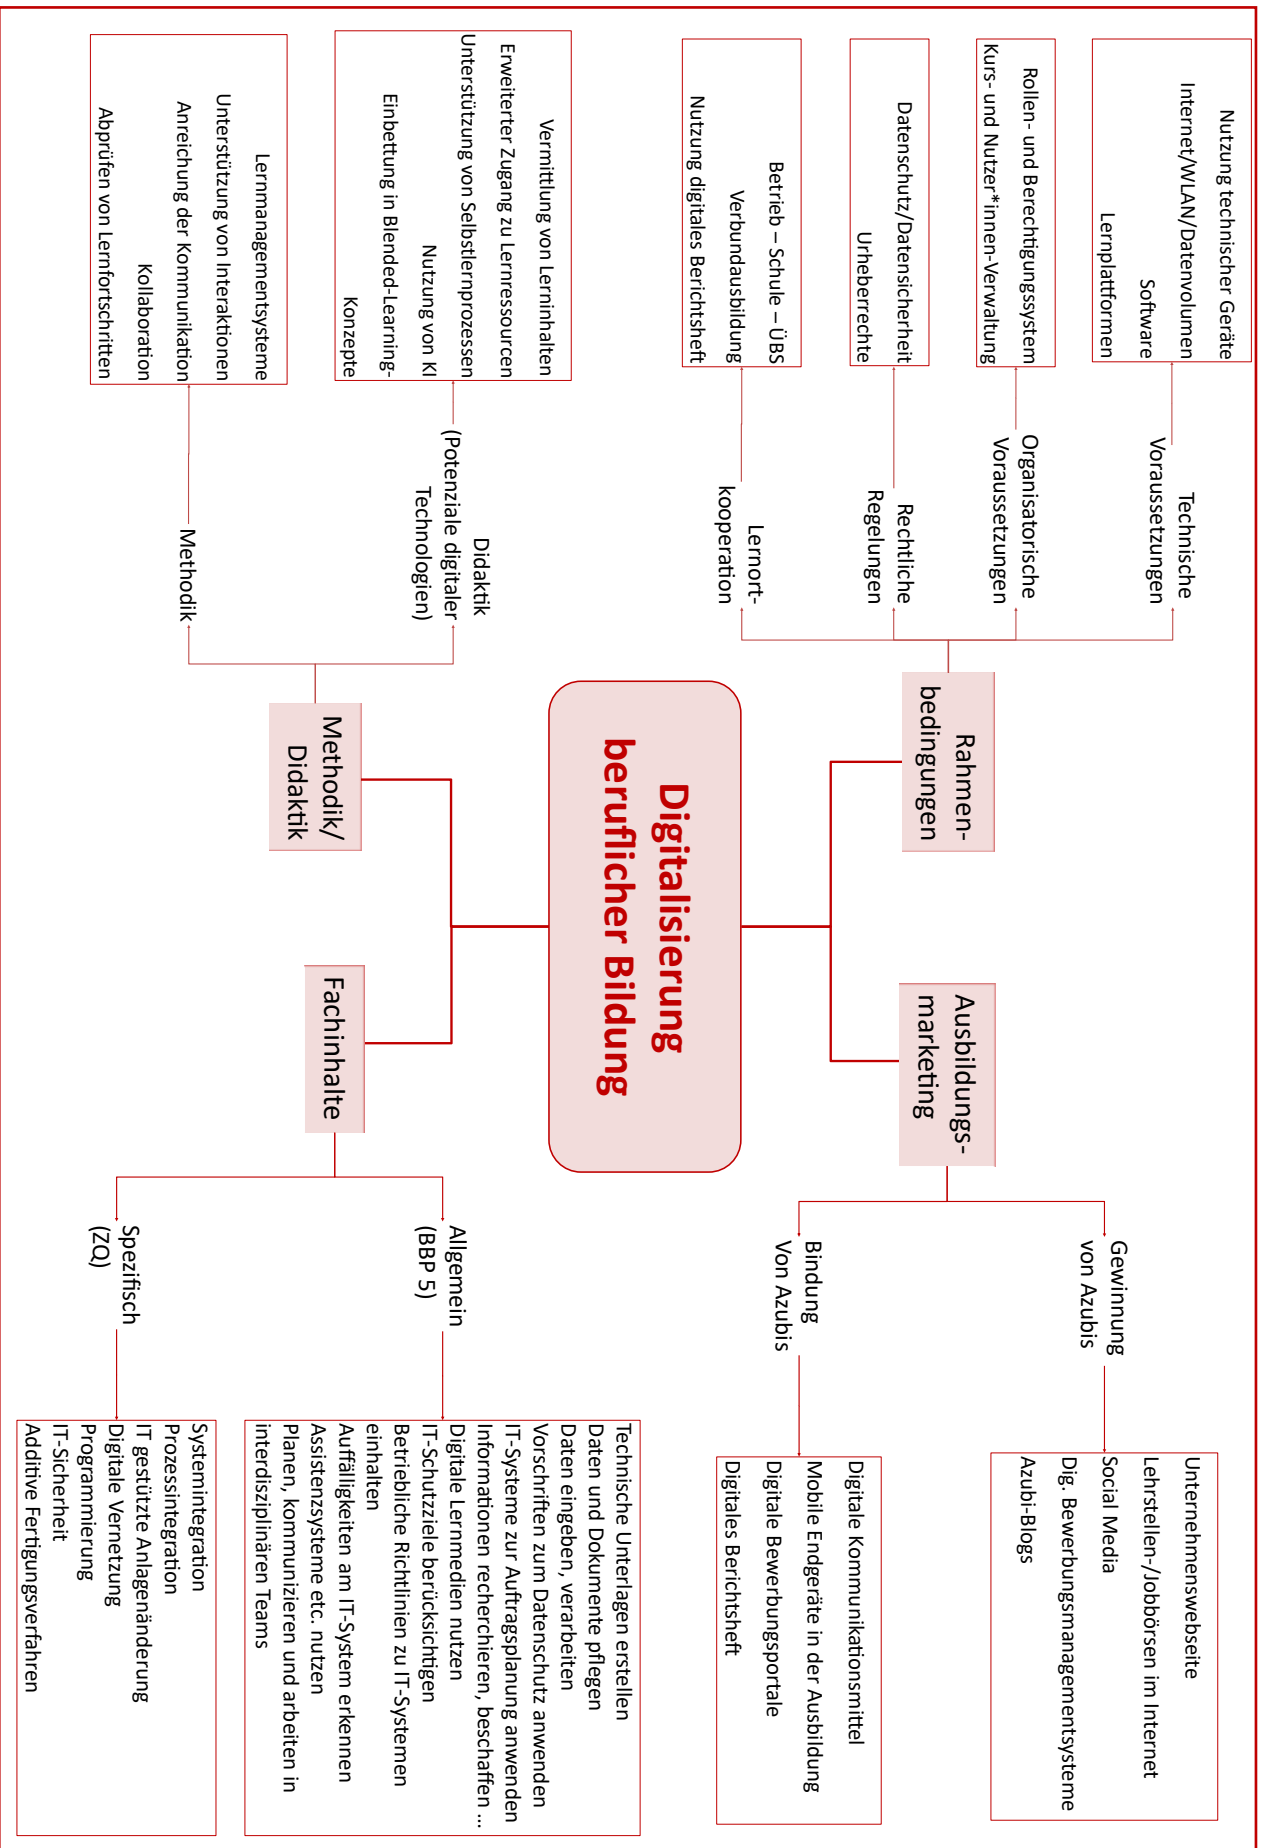 Digitalisierung
beruflicher Bildung
Rahmen-
bedingungen
Technische
Voraussetzungen
Nutzung technischer Geräte
Internet/WLAN/Datenvolumen
Software
Lernplattformen
Organisatorische
Voraussetzungen
Rollen- und Berechtigungssystem
Kurs- und Nutzer*innen-Verwaltung
Rechtliche
Regelungen
Datenschutz/Datensicherheit
Urheberrechte
Lernort-
kooperation
Betrieb – Schule – ÜBS
Verbundausbildung
Nutzung digitales Berichtsheft
Ausbildungs-
marketing
Gewinnung
von Azubis
Unternehmenswebseite
Lehrstellen-/Jobbörsen im Internet
Social Media
Dig. Bewerbungsmanagementsysteme
Azubi-Blogs
Bindung
Von Azubis
Digitale Kommunikationsmittel
Mobile Endgeräte in der Ausbildung
Digitale Bewerbungsportale
Digitales Berichtsheft
Methodik/
Didaktik
Didaktik
(Potenziale digitaler
Technologien)
Vermittlung von Lerninhalten
Erweiterter Zugang zu Lernressourcen
Unterstützung von Selbstlernprozessen
Nutzung von KI
Einbettung in Blended-Learning-
Konzepte
Methodik
Lernmanagementsysteme
Unterstützung von Interaktionen
Anreichung der Kommunikation
Kollaboration
Abprüfen von Lernfortschritten
Fachinhalte
Allgemein
(BBP 5)
Technische Unterlagen erstellen
Daten und Dokumente pflegen
Daten eingeben, verarbeiten
Vorschriften zum Datenschutz anwenden
IT-Systeme zur Auftragsplanung anwenden
Informationen recherchieren, beschaffen ...
Digitale Lernmedien nutzen
IT-Schutzziele berücksichtigen
Betriebliche Richtlinien zu IT-Systemen
einhalten
Auffälligkeiten am IT-System erkennen
Assistenzsysteme etc. nutzen
Planen, kommunizieren und arbeiten in
interdisziplinären Teams
Spezifisch
(ZQ)
Systemintegration
Prozessintegration
IT gestützte Anlagenänderung
Digitale Vernetzung
Programmierung
IT-Sicherheit
Additive Fertigungsverfahren